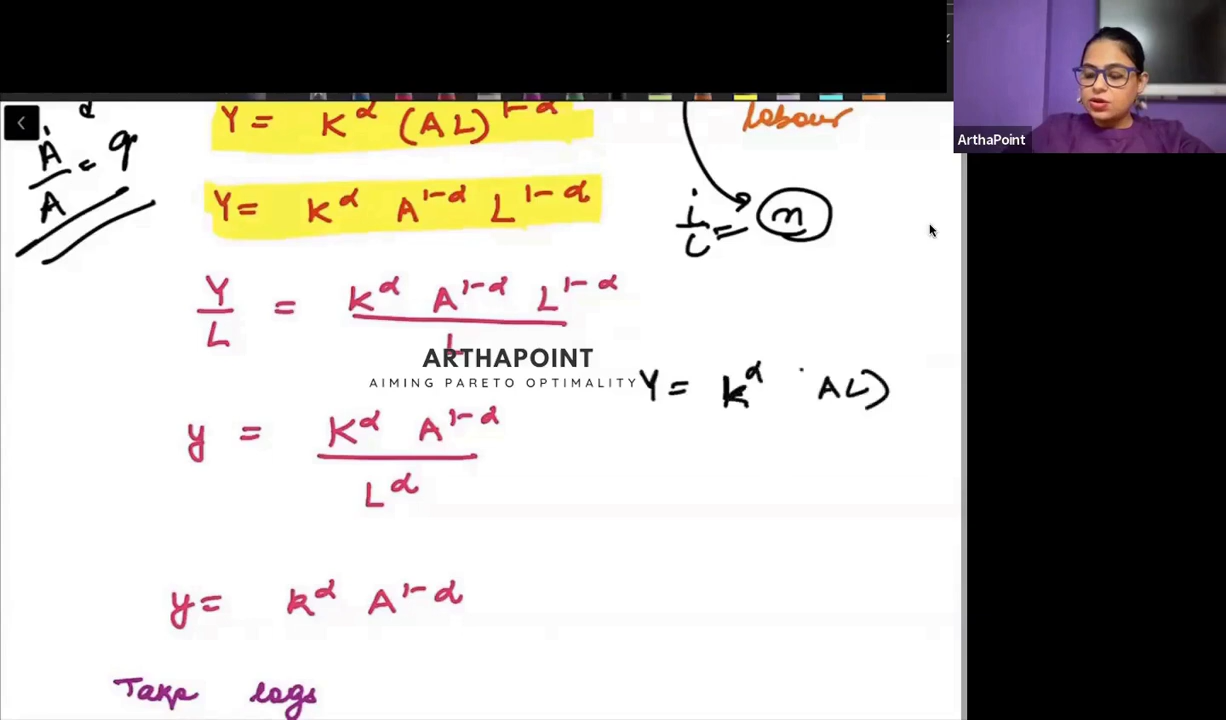 α
Ȧ/A = g
Y = K^α (AL)^1-α
labour
Y = K^α A^1-α L^1-α
L̇/L = n
Y/L = K^α A^1-α L^1-α / L
ARTHAPOINT
AIMING PARETO OPTIMALITY
Y = K^α AL)
y = K^α A^1-α / L^α
y = k^α A^1-α
Take logs
ArthaPoint